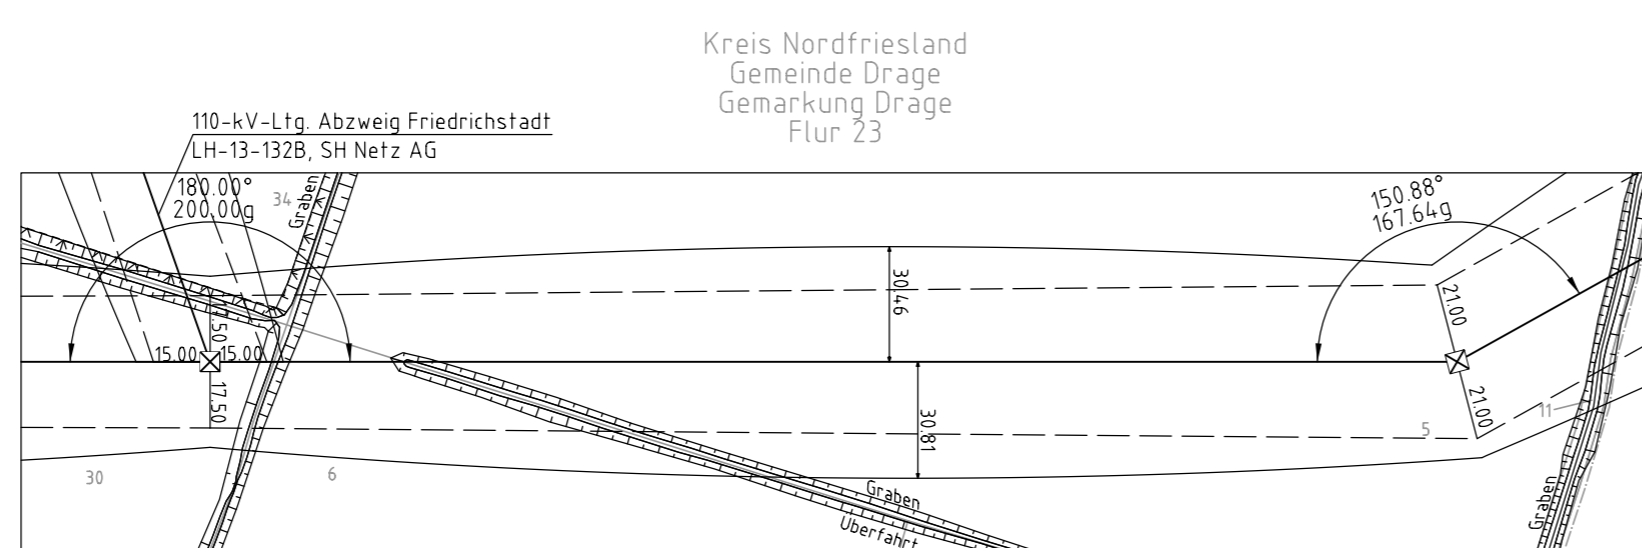 Kreis Nordfriesland
Gemeinde Drage
Gemarkung Drage
Flur 23
110-kV-Ltg. Abzweig Friedrichstadt
LH-13-132B, SH Netz AG
180.00°
200.00g
34
Graben
150.88°
167.64g
30.46
21.00
15.00
15.00
17.50
30.81
21.00
11
5
30
6
Graben
Überfahrt
Graben